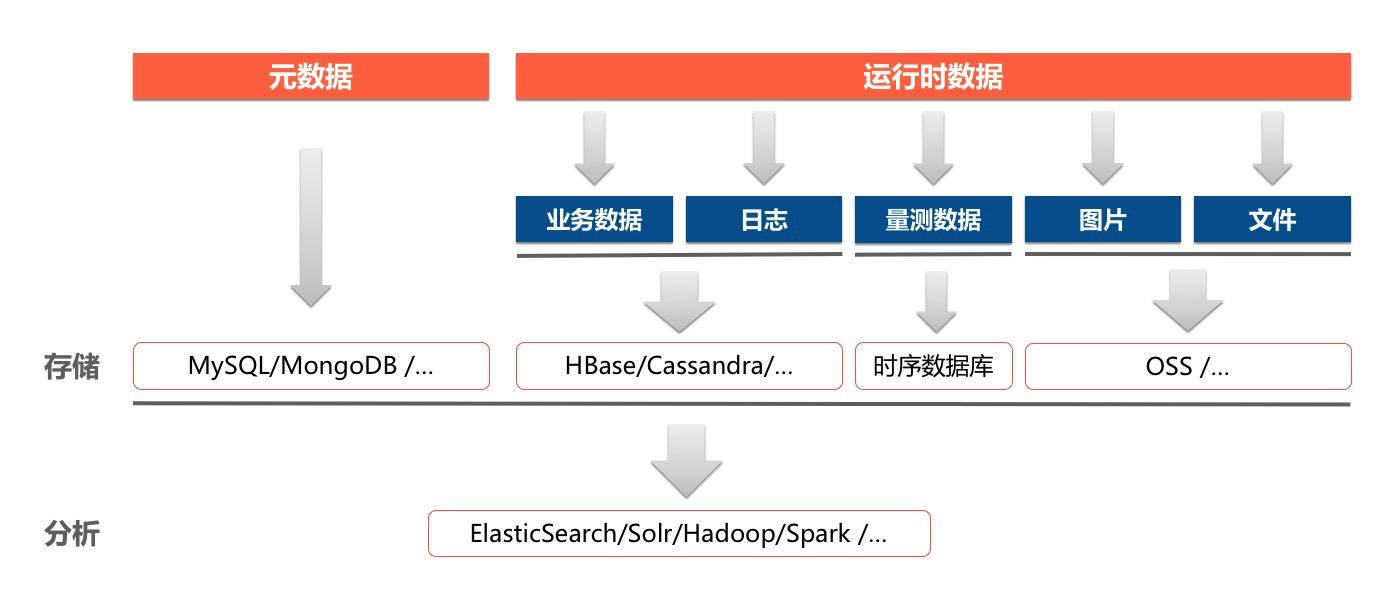 元数据
运行时数据
业务数据
日志
量测数据
图片
文件
存储
MySQL/MongoDB /...
HBase/Cassandra/...
时序数据库
OSS /...
分析
ElasticSearch/Solr/Hadoop/Spark /...